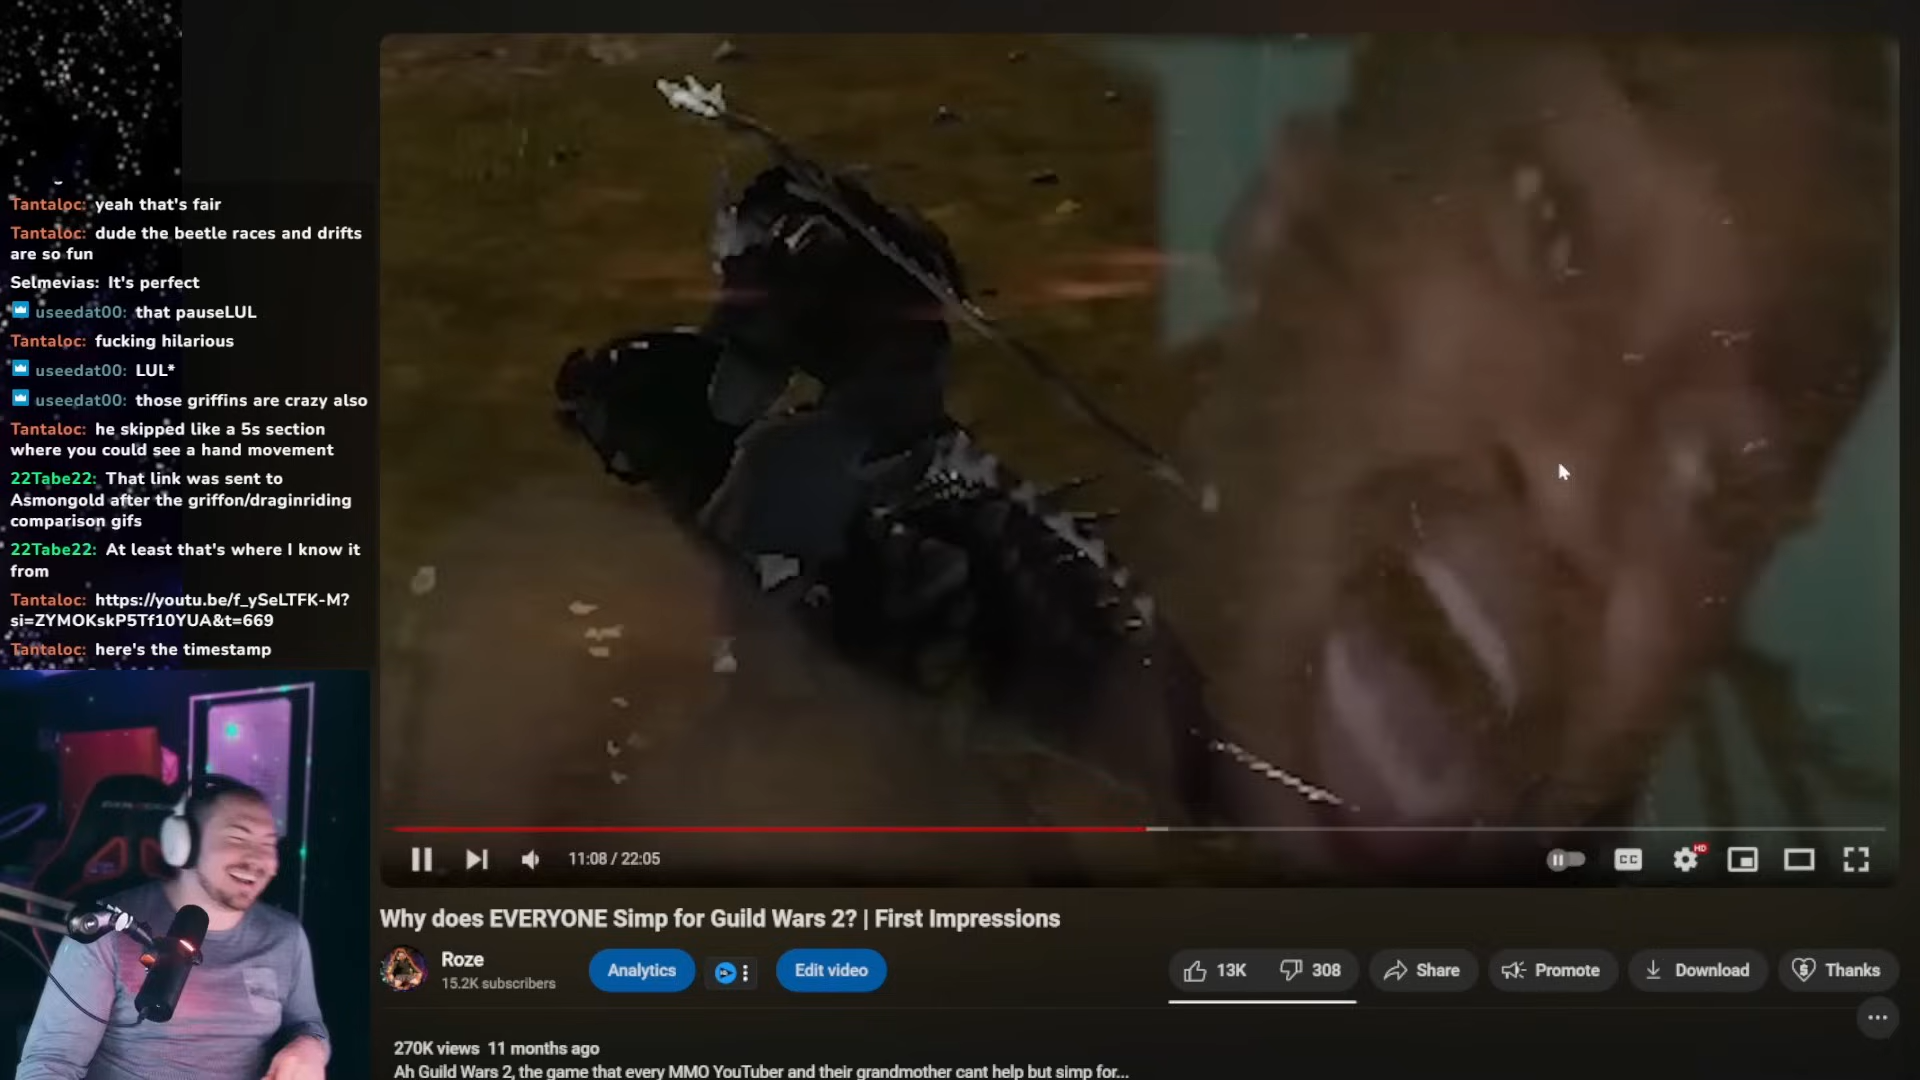 Tantaloc: yeah that's fair
Tantaloc: dude the beetle races and drifts
are so fun
Selmevias: It's perfect
useedat00: that pauseLUL
Tantaloc: fucking hilarious
useedat00: LUL*
useedat00: those griffins are crazy also
Tantaloc: he skipped like a 5s section
where you could see a hand movement
22Tabe22: That link was sent to
Asmongold after the griffon/draginriding
comparison gifs
22Tabe22: At least that's where I know it
from
Tantaloc: https://youtu.be/f_ySeLTFK-M?
si=ZYMOKskP5Tf10YUA&t=669
Tantaloc: here's the timestamp
11:08 / 22:05
CC
HD
Why does EVERYONE Simp for Guild Wars 2? | First Impressions
Roze
15.2K subscribers
Analytics
Edit video
13K
308
Share
Promote
Download
Thanks
270K views 11 months ago
Ah Guild Wars 2, the game that every MMO YouTuber and their grandmother cant help but simp for...